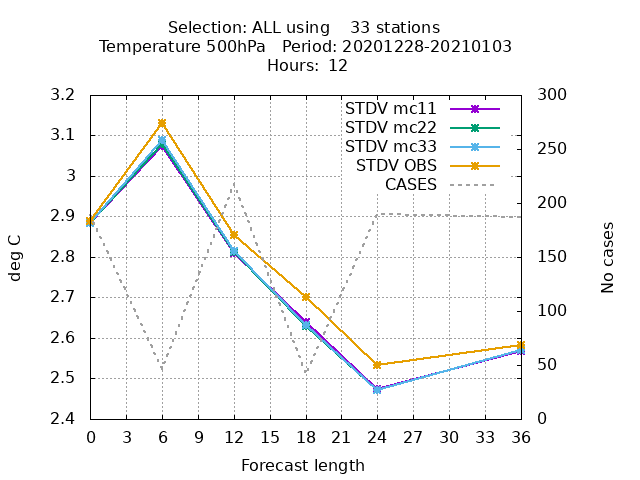 Selection: ALL using    33 stations
Temperature 500hPa   Period: 20201228-20210103
Hours: 12
3.2
3.1
3
2.9
2.8
2.7
2.6
2.5
2.4
deg C
STDV mc11
STDV mc22
STDV mc33
STDV OBS
CASES
300
250
200
150
100
50
0
No cases
0 3 6 9 12 15 18 21 24 27 30 33 36
Forecast length